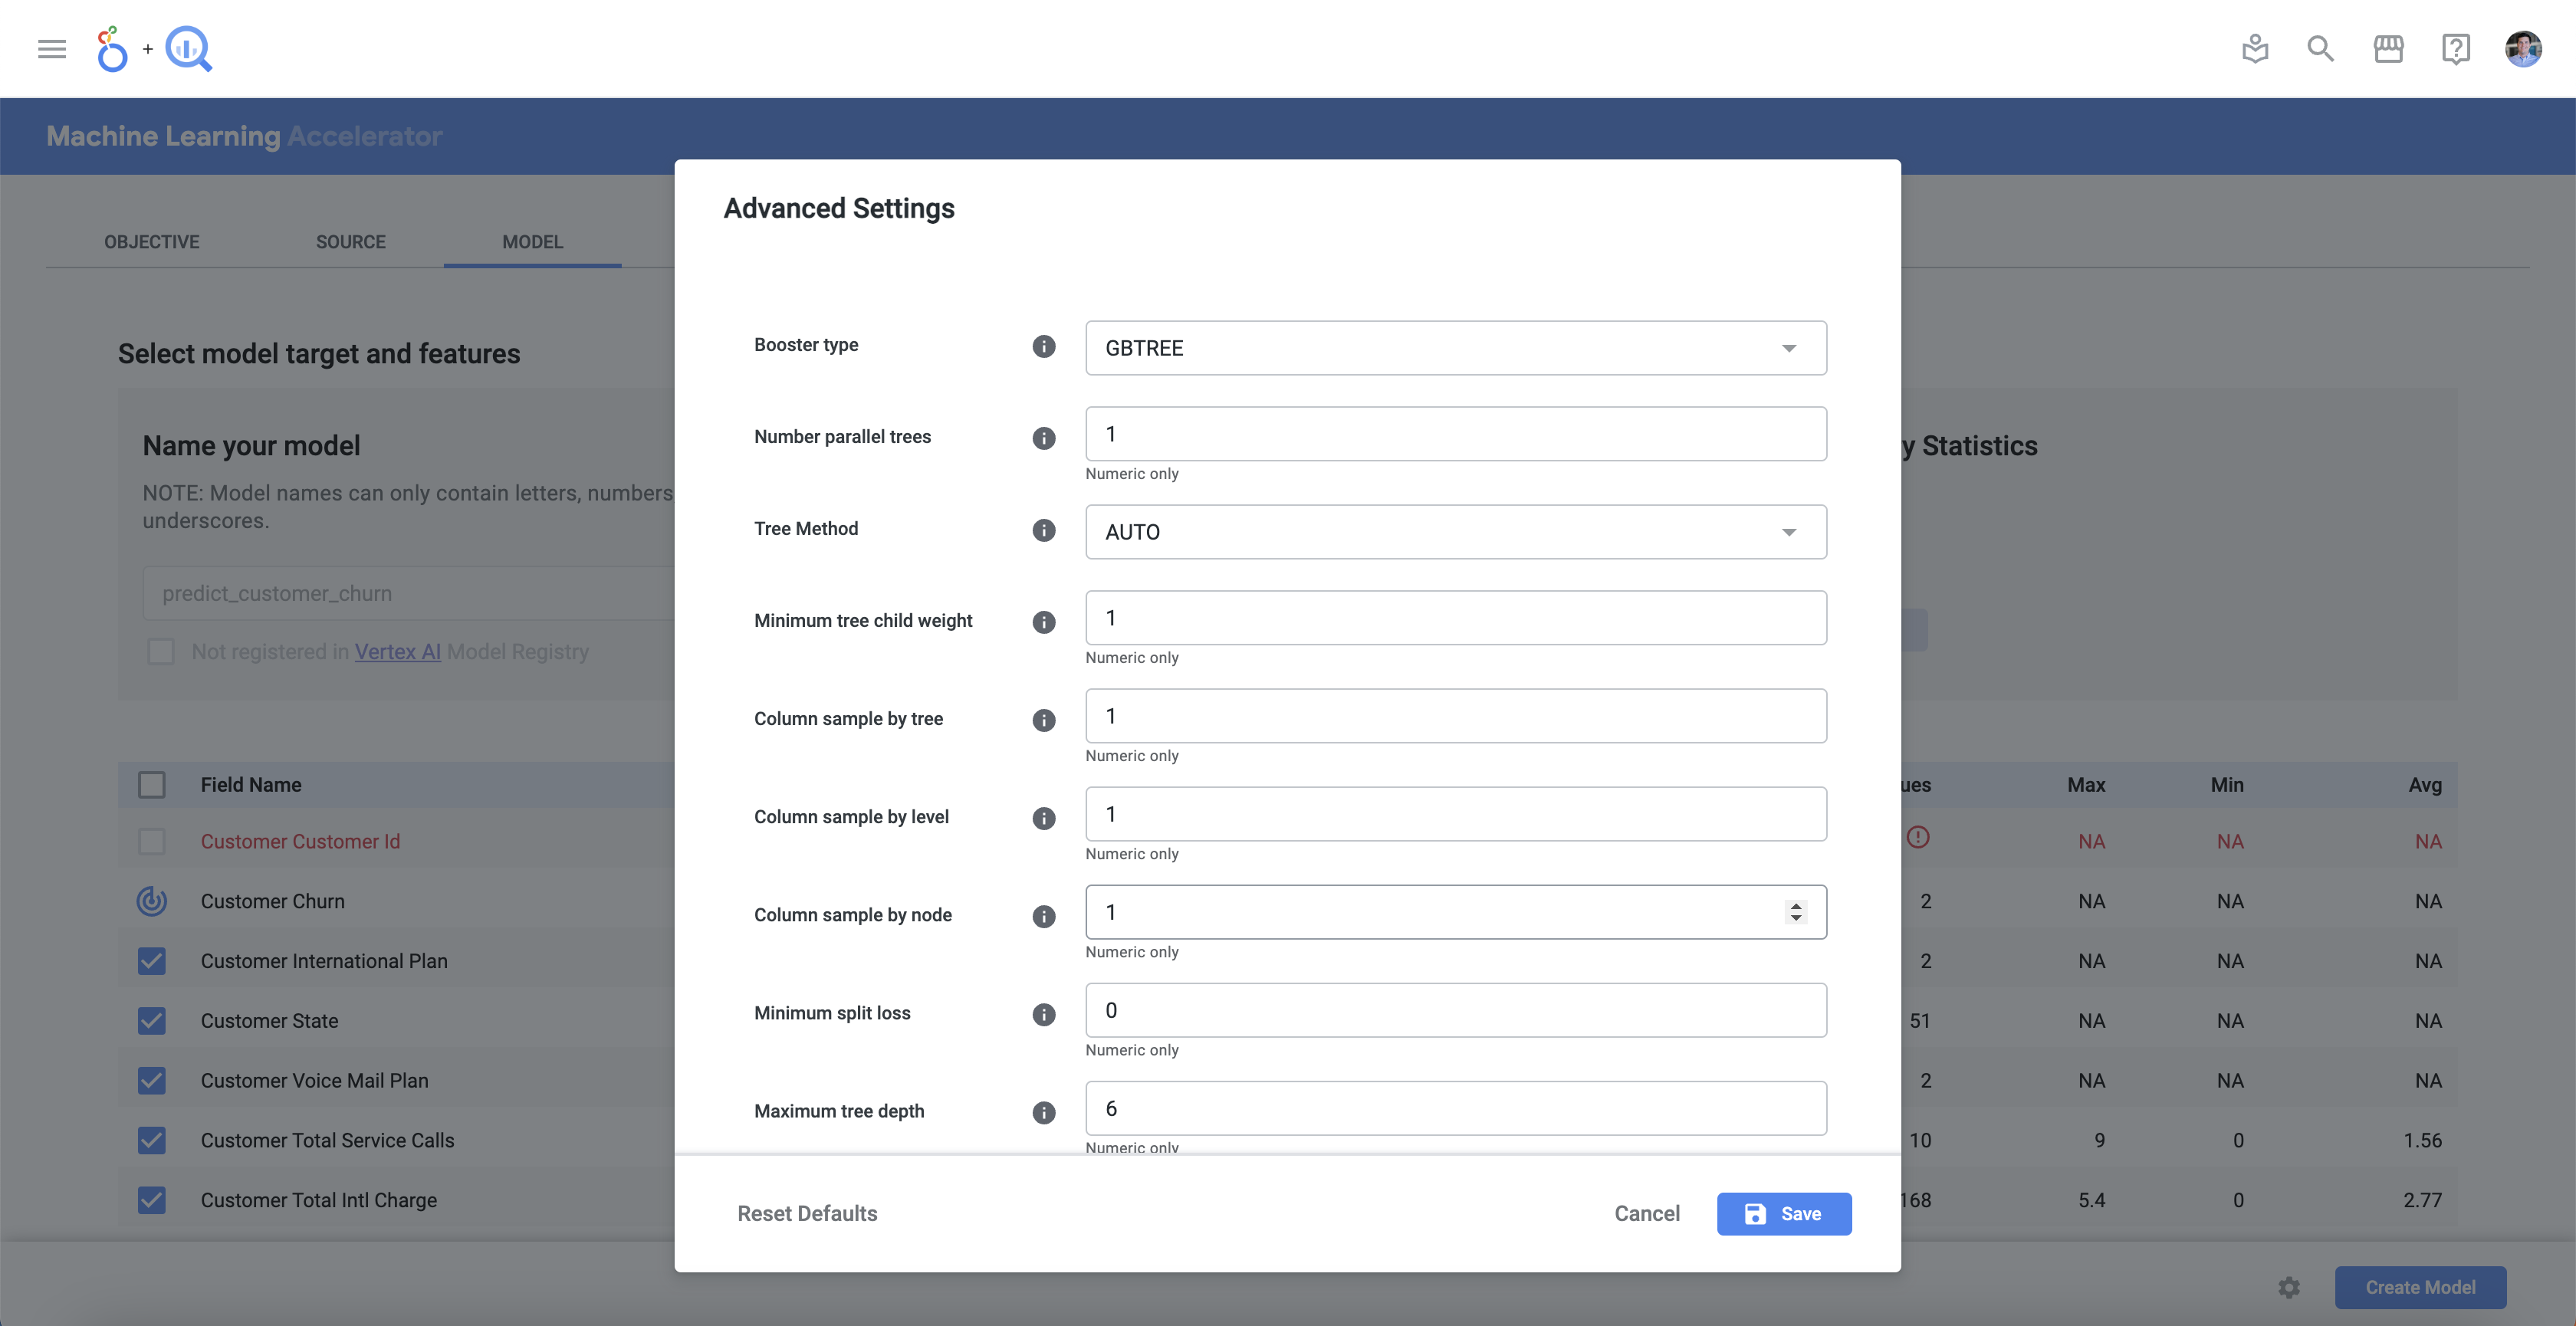 +
Machine Learning Accelerator
OBJECTIVE
SOURCE
MODEL
Select model target and features
Name your model
NOTE: Model names can only contain letters, numbers
underscores.
predict_customer_churn
Not registered in Vertex AI Model Registry
y Statistics
Field Name
ues
Max
Min
Avg
Customer Customer Id
NA
NA
NA
Customer Churn
2
NA
NA
NA
Customer International Plan
2
NA
NA
NA
Customer State
51
NA
NA
NA
Customer Voice Mail Plan
2
NA
NA
NA
Customer Total Service Calls
10
9
0
1.56
Customer Total Intl Charge
168
5.4
0
2.77
Create Model
Advanced Settings
Booster type
GBTREE
Number parallel trees
1
Numeric only
Tree Method
AUTO
Minimum tree child weight
1
Numeric only
Column sample by tree
1
Numeric only
Column sample by level
1
Numeric only
Column sample by node
1
Numeric only
Minimum split loss
0
Numeric only
Maximum tree depth
6
Numeric only
Reset Defaults
Cancel
Save